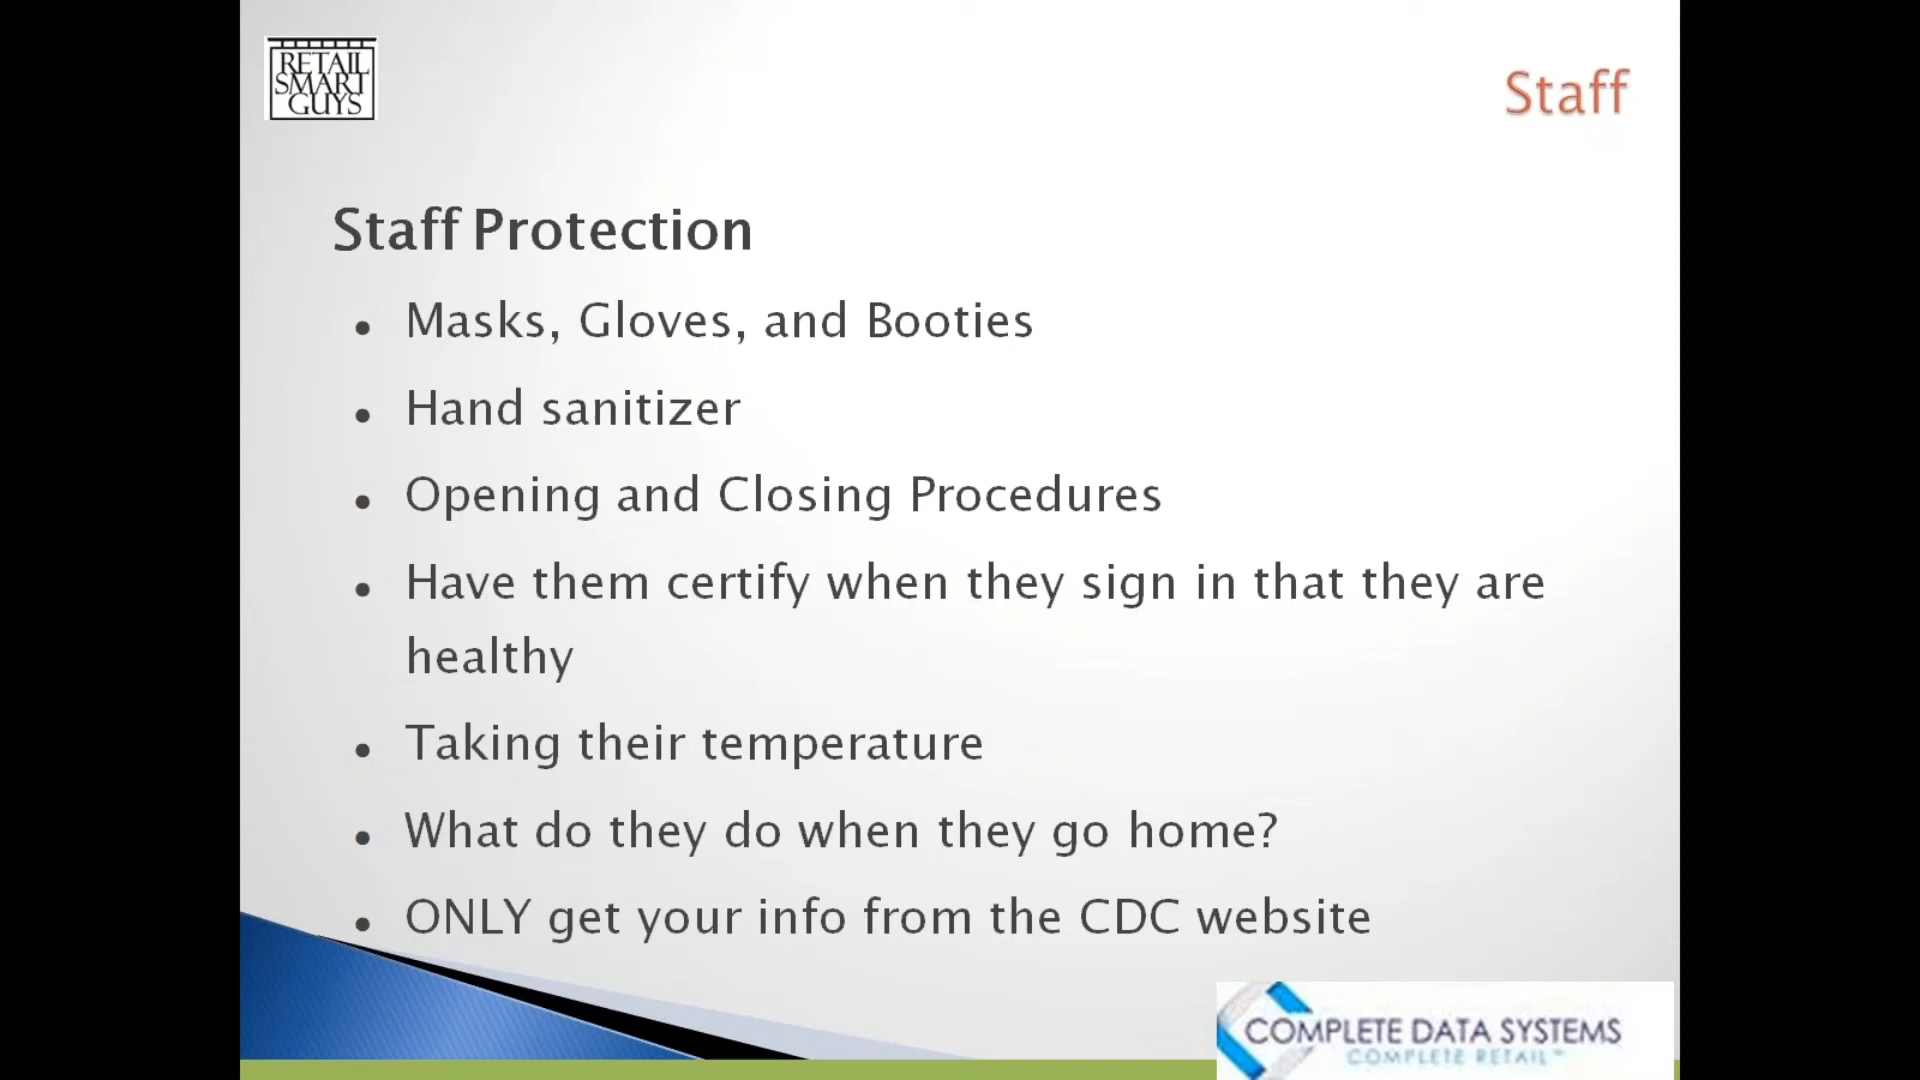 RETAIL
SMART
GUYS
Staff
Staff Protection
• Masks, Gloves, and Booties
• Hand sanitizer
• Opening and Closing Procedures
• Have them certify when they sign in that they are
healthy
• Taking their temperature
• What do they do when they go home?
• ONLY get your info from the CDC website
COMPLETE DATA SYSTEMS
COMPLETE RETAIL™